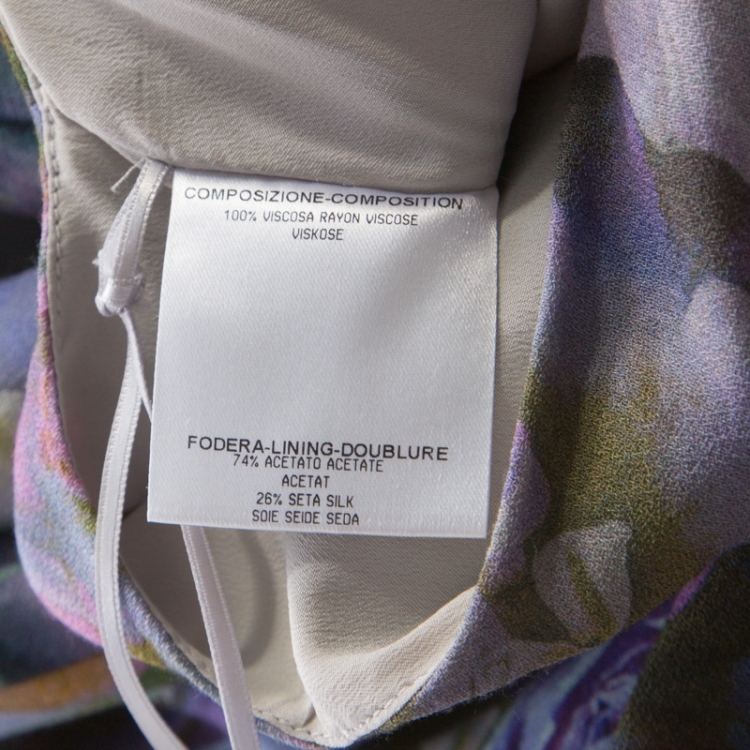 COMPOSIZIONE-COMPOSITION
100% VISCOSA RAYON VISCOSE
VISKOSE
FODERA-LINING-DOUBLURE
74% ACETATO ACETATE
ACETAT
26% SETA SILK
SOIE SEIDE SEDA